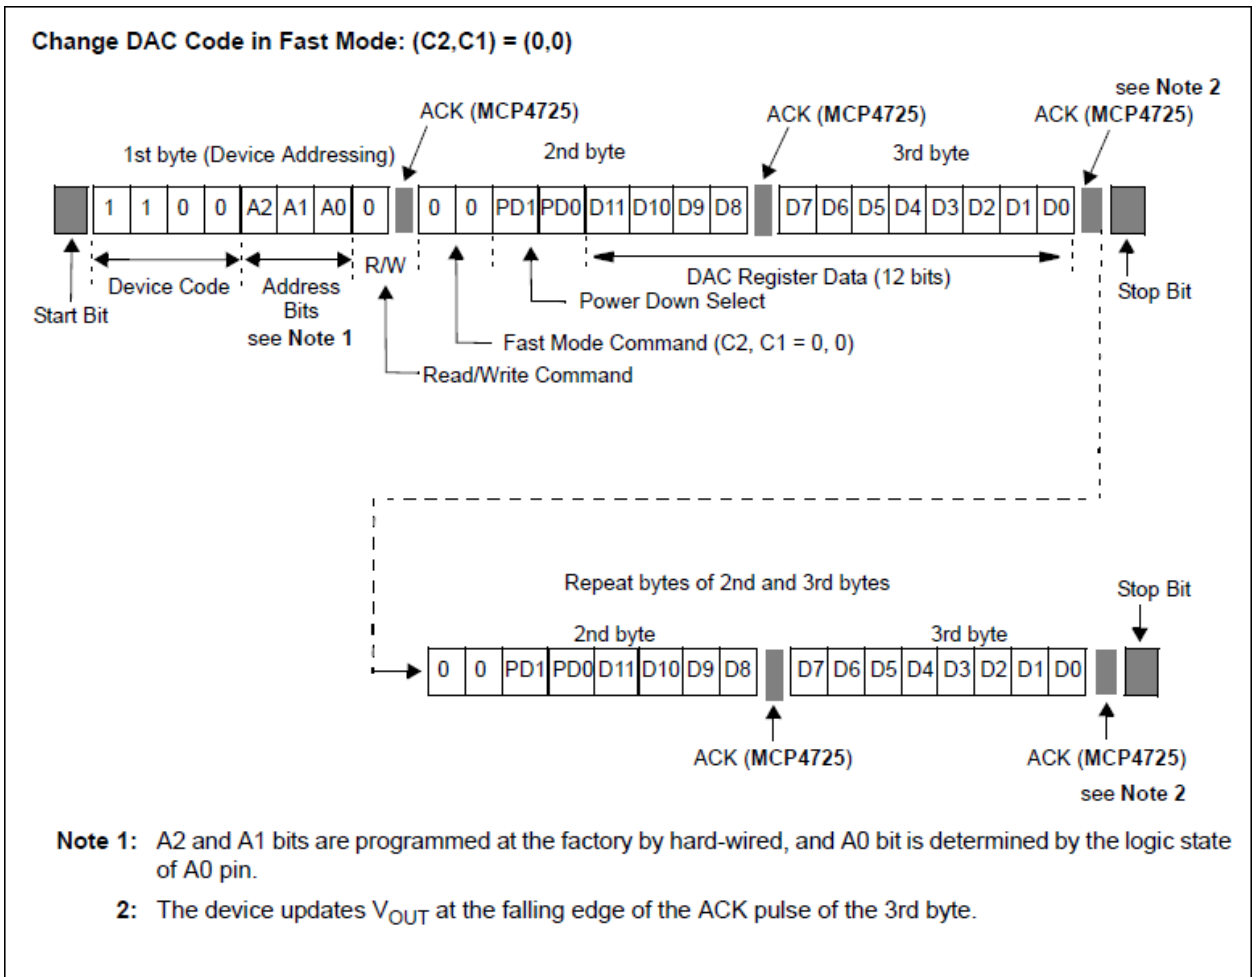 Change DAC Code in Fast Mode: (C2,C1) = (0,0)
see Note 2
ACK (MCP4725)
ACK (MCP4725)
ACK (MCP4725)
1st byte (Device Addressing)
2nd byte
3rd byte
1 1 0 0 A2 A1 A0 0 0 0 PD1 PD0 D11 D10 D9 D8 D7 D6 D5 D4 D3 D2 D1 D0
R/W
DAC Register Data (12 bits)
Device Code
Address
Bits
see Note 1
Power Down Select
Stop Bit
Start Bit
Fast Mode Command (C2, C1 = 0, 0)
Read/Write Command
Repeat bytes of 2nd and 3rd bytes
Stop Bit
2nd byte
3rd byte
0 0 PD1 PD0 D11 D10 D9 D8 D7 D6 D5 D4 D3 D2 D1 D0
ACK (MCP4725)
ACK (MCP4725)
see Note 2
Note 1: A2 and A1 bits are programmed at the factory by hard-wired, and A0 bit is determined by the logic state
of A0 pin.
2: The device updates VOUT at the falling edge of the ACK pulse of the 3rd byte.